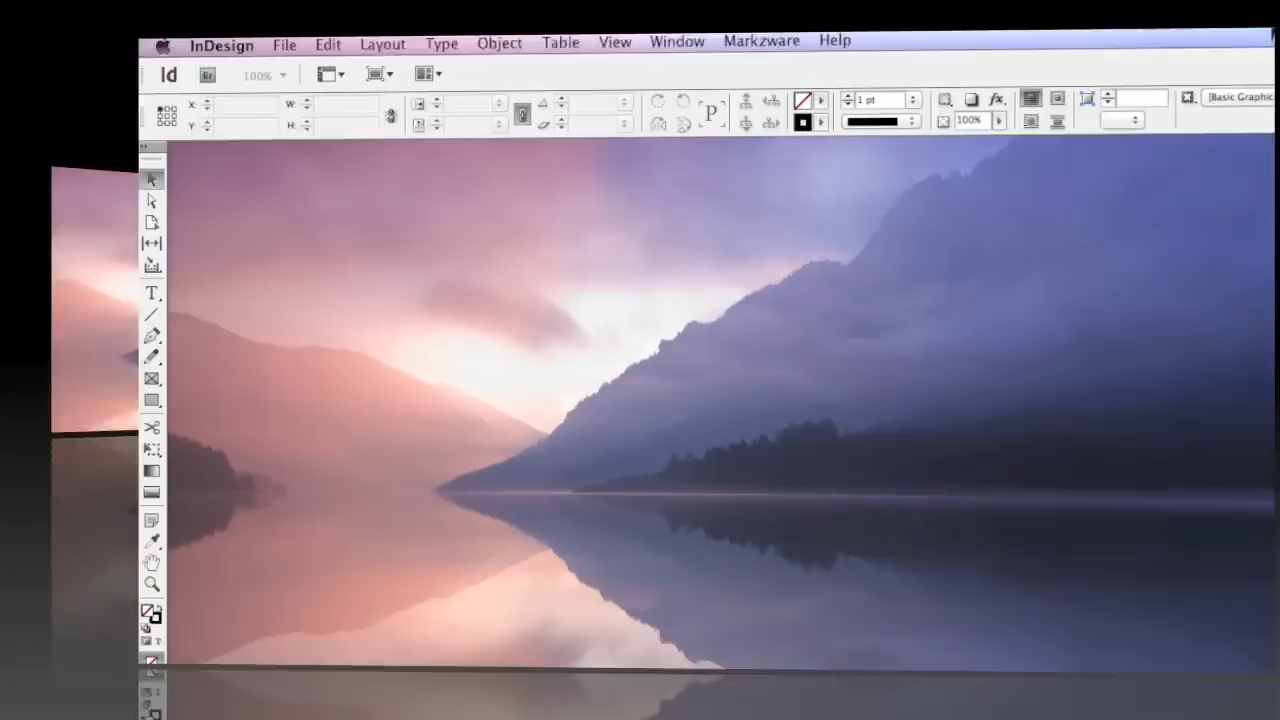 InDesign File Edit Layout Type Object Table View Window Markzware Help
Id Br 100%
X: W: 1 pt fx. [Basic Graphic
Y: H: P 100%
T
T